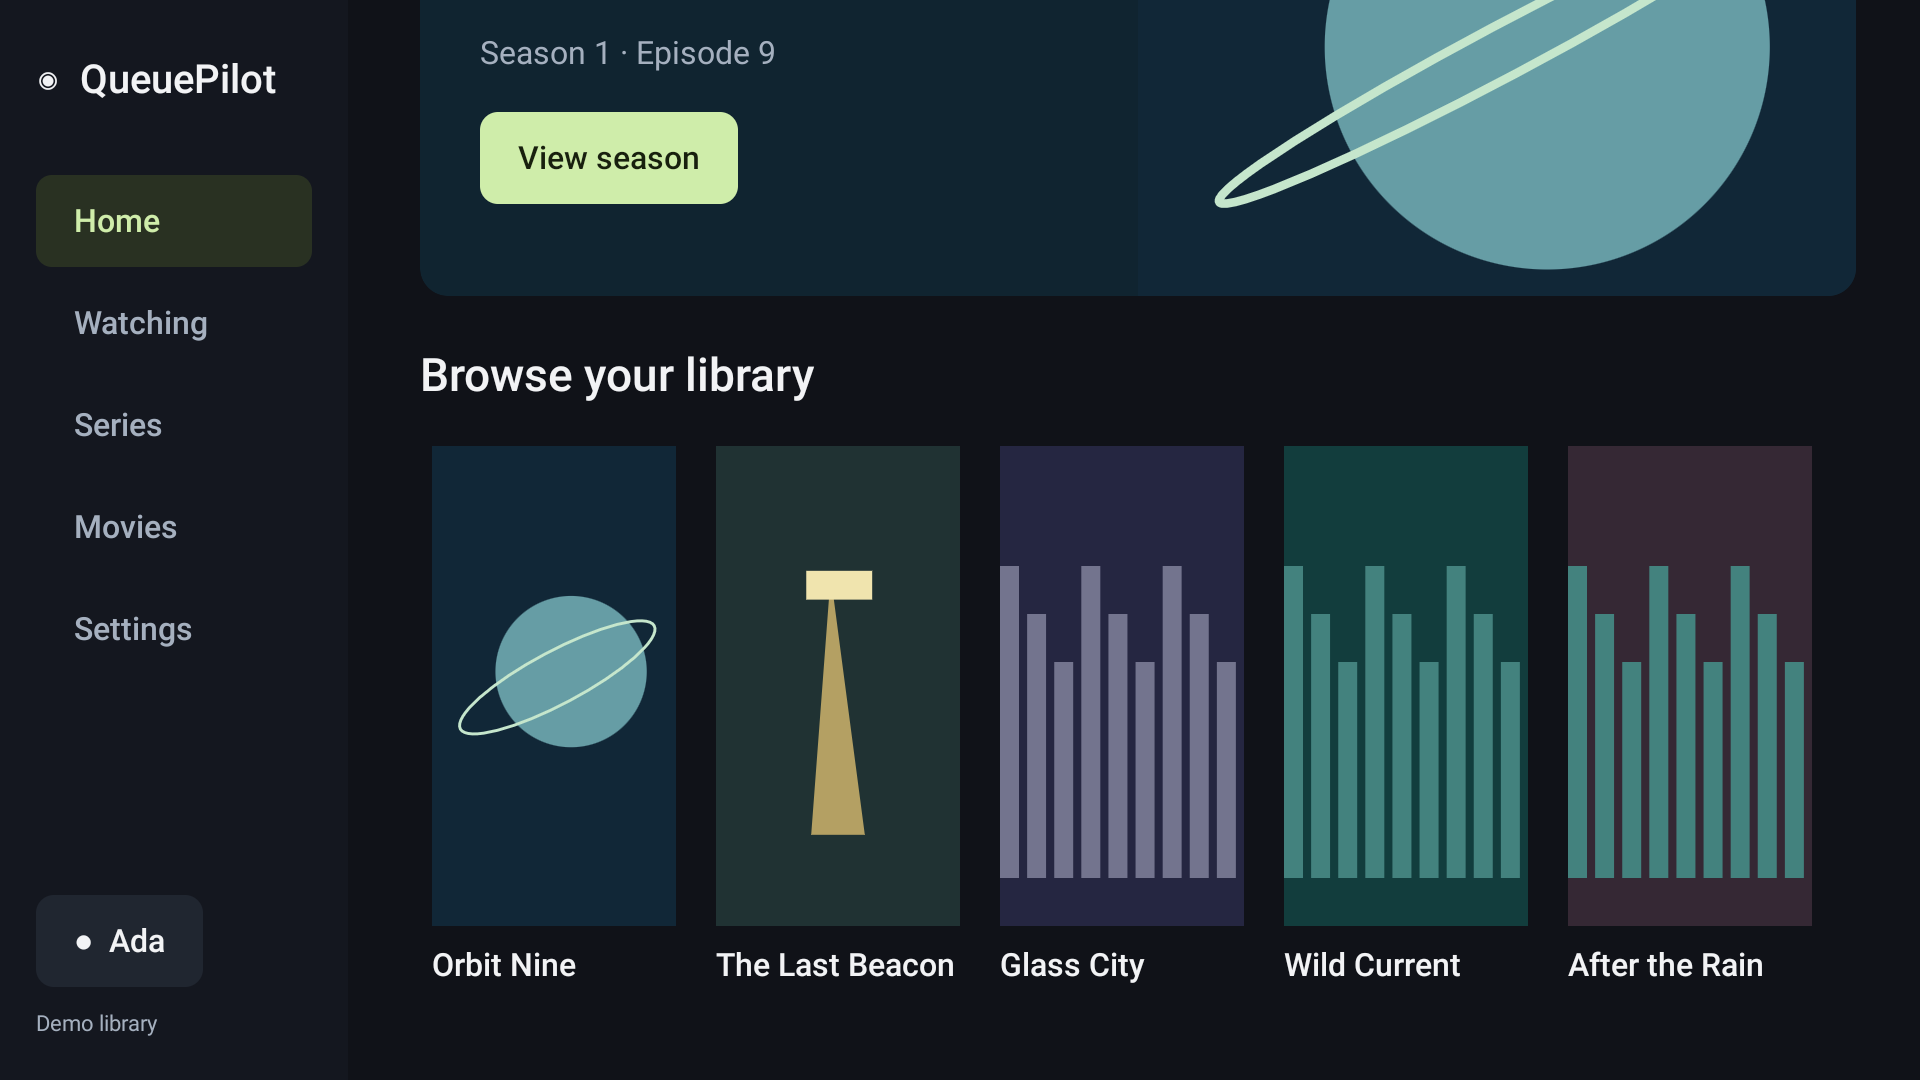 QueuePilot
Home
Watching
Series
Movies
Settings
Ada
Demo library
Season 1 · Episode 9
View season
Browse your library
Orbit Nine
The Last Beacon
Glass City
Wild Current
After the Rain